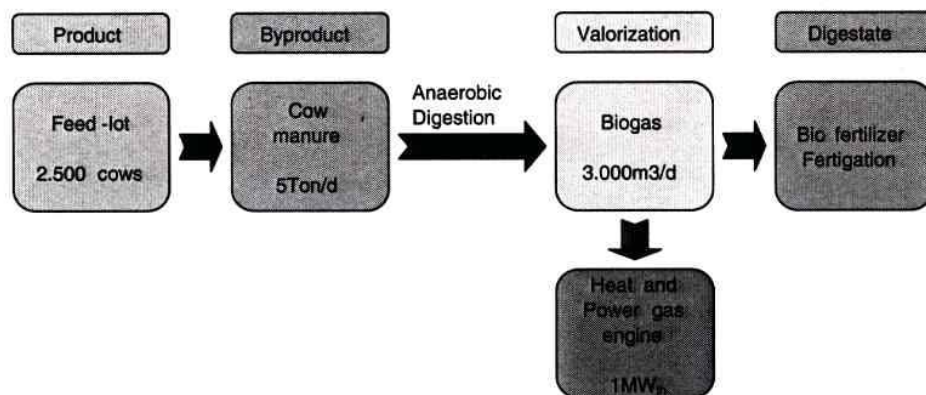 Product
Byproduct
Valorization
Digestate
Feed -lot
2.500 cows
Cow
manure
5Ton/d
Anaerobic
Digestion
Biogas
3.000m3/d
Bio fertilizer
Fertigation
Heat and
Power gas
engine
1MWth